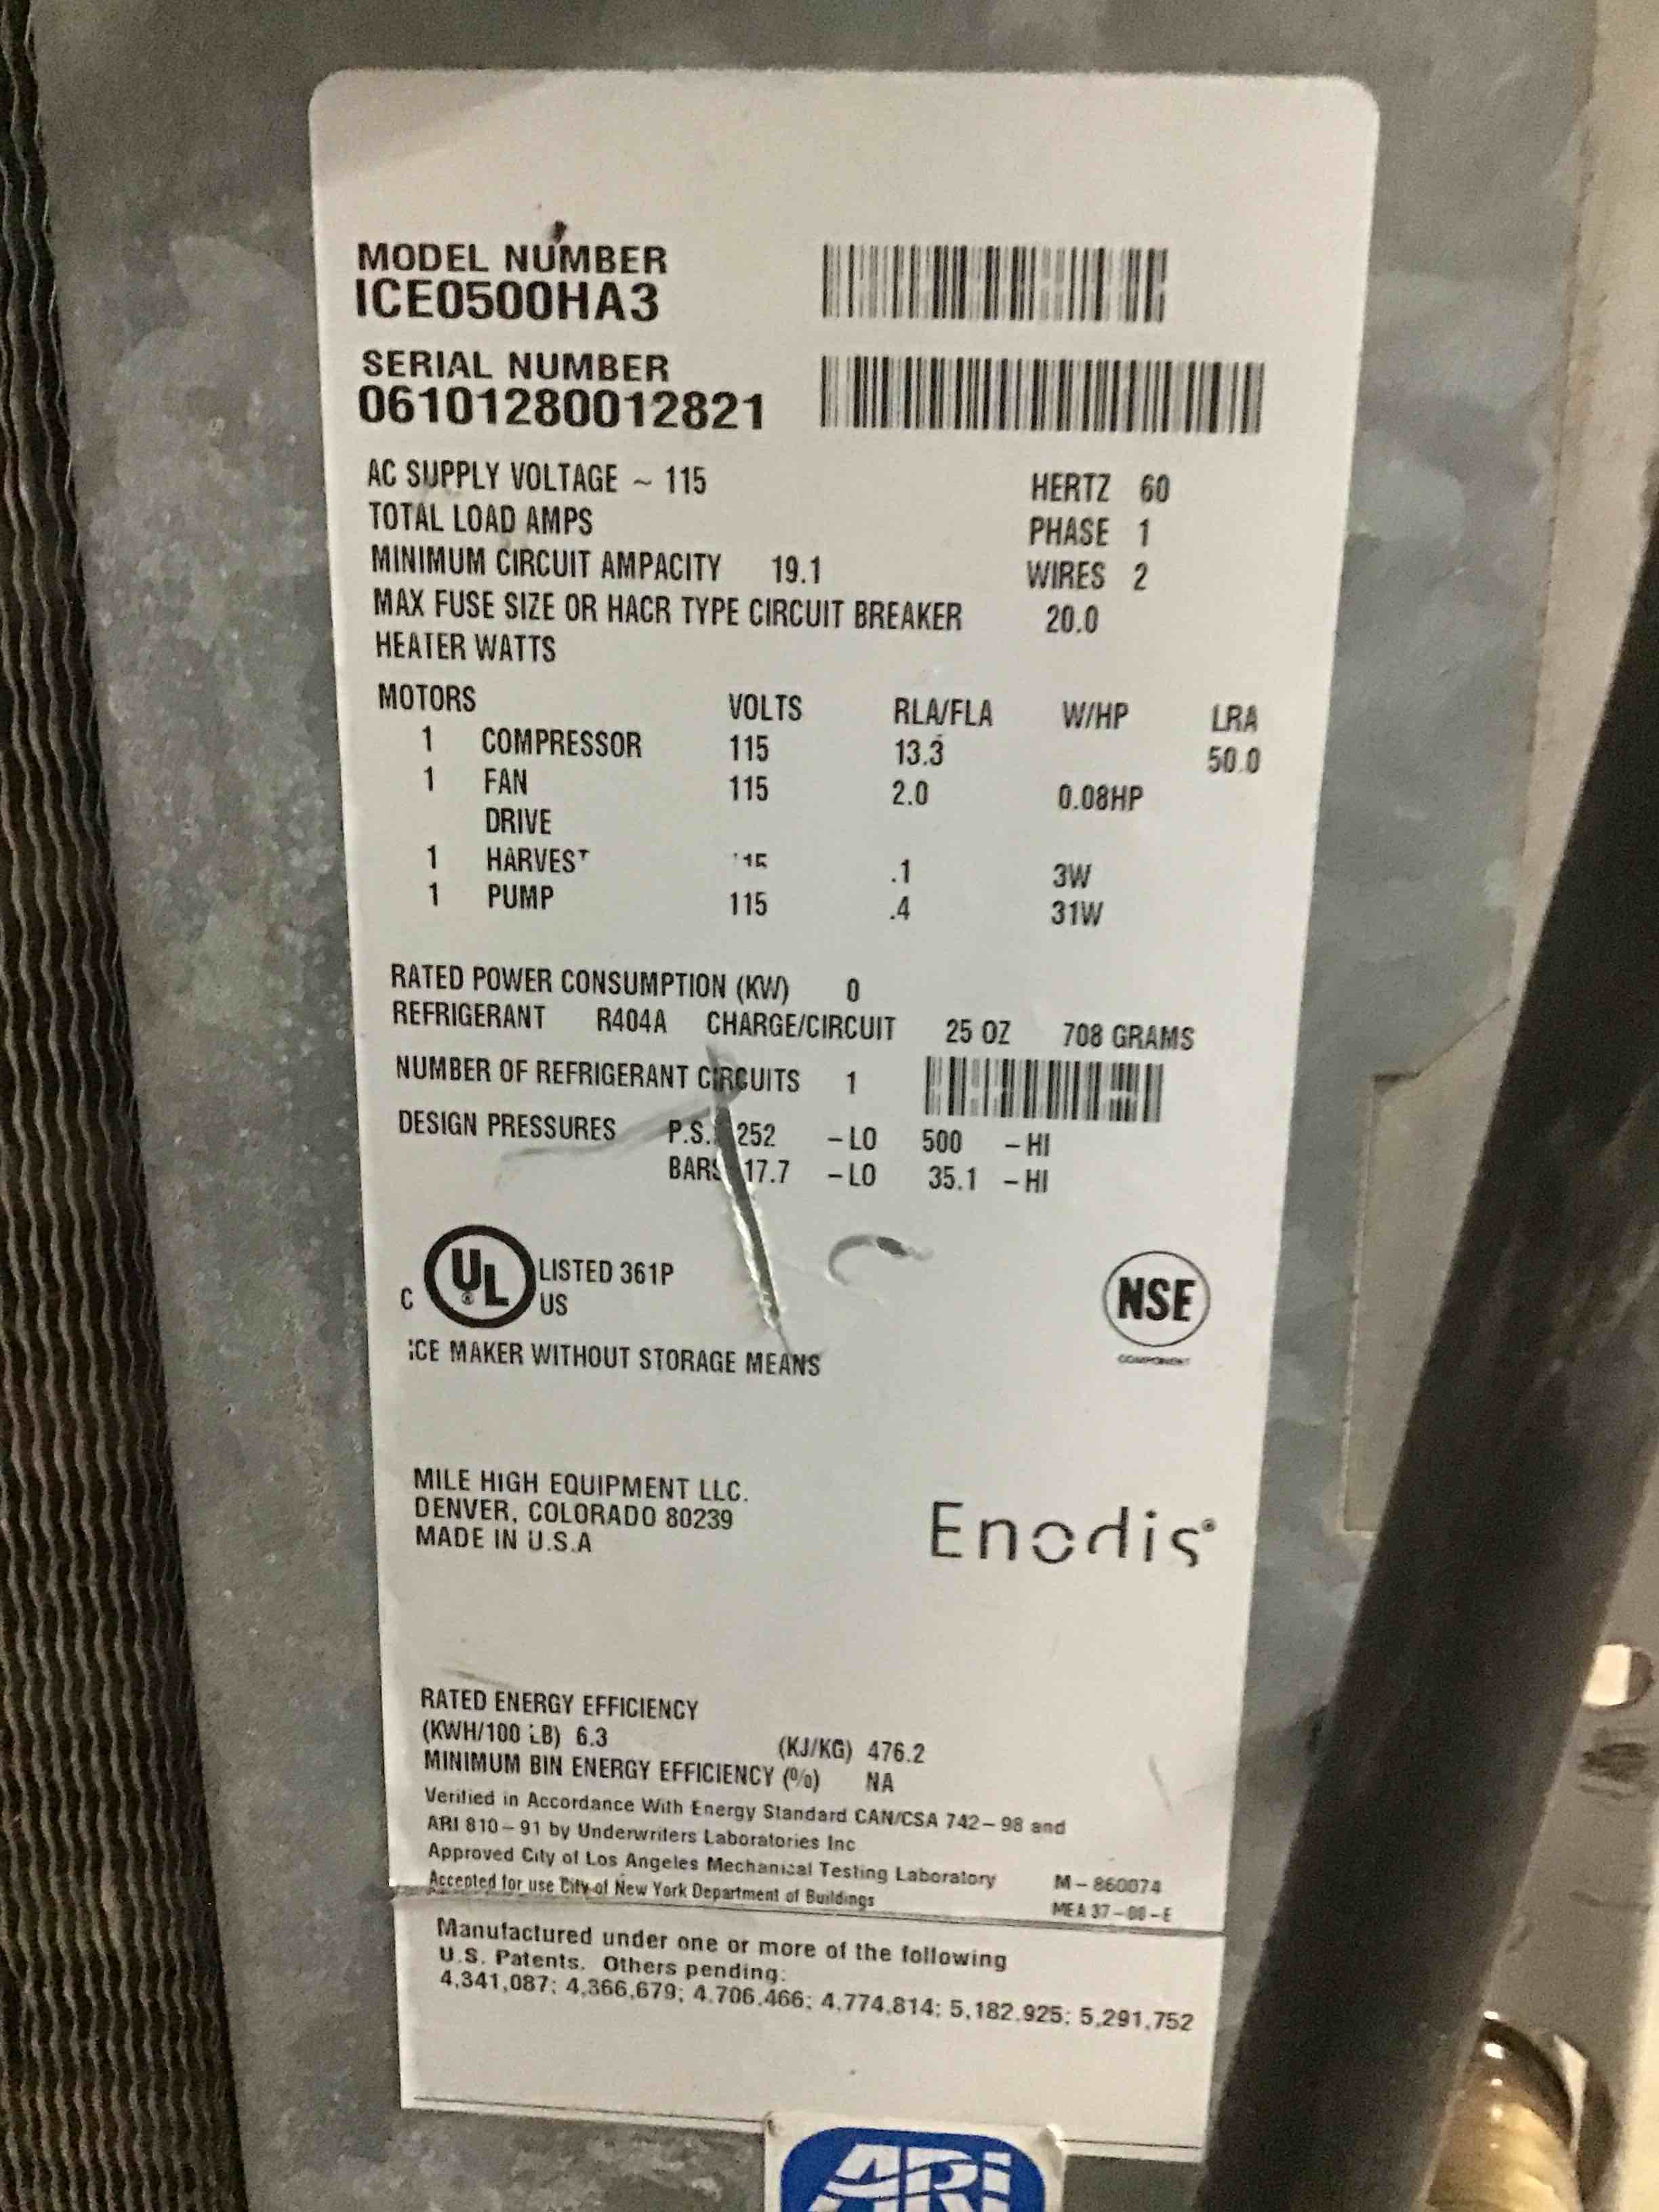 MODEL NUMBER
ICE0500HA3
SERIAL NUMBER
06101280012821
AC SUPPLY VOLTAGE ~ 115 HERTZ 60
TOTAL LOAD AMPS PHASE 1
MINIMUM CIRCUIT AMPACITY 19.1 WIRES 2
MAX FUSE SIZE OR HACR TYPE CIRCUIT BREAKER 20.0
HEATER WATTS
MOTORS VOLTS RLA/FLA W/HP LRA
1 COMPRESSOR 115 13.3 50.0
1 FAN 115 2.0 0.08HP
DRIVE
1 HARVEST 115 .1 3W
1 PUMP 115 .4 31W
RATED POWER CONSUMPTION (KW) 0
REFRIGERANT R404A CHARGE/CIRCUIT 25 OZ 708 GRAMS
NUMBER OF REFRIGERANT CIRCUITS 1
DESIGN PRESSURES P.S. 252 – LO 500 – HI
BARS 17.7 – LO 35.1 – HI
C UL® LISTED 361P
US
NSF
COMPONENT
ICE MAKER WITHOUT STORAGE MEANS
MILE HIGH EQUIPMENT LLC.
DENVER, COLORADO 80239
MADE IN U.S.A
Enodis®
RATED ENERGY EFFICIENCY
(KWH/100 LB) 6.3 (KJ/KG) 476.2
MINIMUM BIN ENERGY EFFICIENCY (%) NA
Verified in Accordance With Energy Standard CAN/CSA 742–98 and
ARI 810–91 by Underwriters Laboratories Inc
Approved City of Los Angeles Mechanical Testing Laboratory M–860074
Accepted for use City of New York Department of Buildings MEA 37–00–E
Manufactured under one or more of the following
U.S. Patents. Others pending:
4,341,087; 4,366,679; 4,706,466; 4,774,814; 5,182,925; 5,291,752
ARI